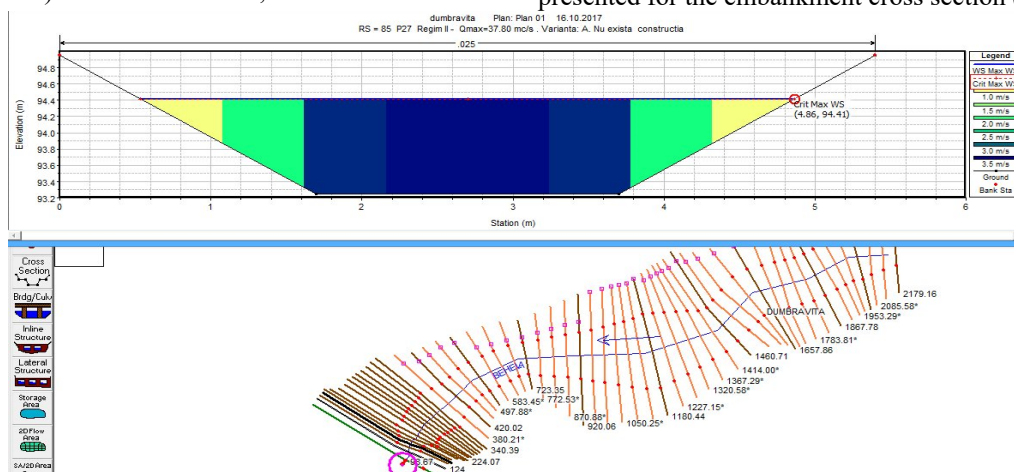 presented for the embankment cross section
dumbravita Plan: Plan 01 16.10.2017
RS = 85 P27 Regim II - Qmax=37.80 mc/s . Varianta: A. Nu exista constructia
.025
Elevation (m)
94.8
94.6
94.4
94.2
94.0
93.8
93.6
93.4
93.2
0
1
2
3
4
5
6
Station (m)
Crit Max WS
(4.86, 94.41)
Legend
WS Max WS
Crit Max WS
1.0 m/s
1.5 m/s
2.0 m/s
2.5 m/s
3.0 m/s
3.5 m/s
Ground
Bank Sta
Cross
Section
Brdg/Culv
Inline
Structure
Lateral
Structure
Storage
Area
2D Flow
Area
SA/2D Area
DUMBRAVITA
BEHELA
2179.16
2085.58*
1953.29*
1867.78
1783.81*
1657.86
1460.71
1414.00*
1367.29*
1320.58*
1227.15*
1180.44
1050.25*
920.06
870.88*
772.53*
723.35
583.45*
497.88*
420.02
380.21*
340.39
224.07
124